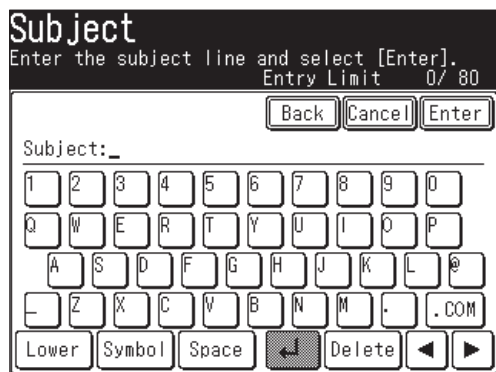 Subject
Enter the subject line and select [Enter].
Entry Limit 0/ 80
Back Cancel Enter
Subject:_
1 2 3 4 5 6 7 8 9 0
Q W E R T Y U I O P
A S D F G H J K L @
_ Z X C V B N M . .COM
Lower Symbol Space ↵ Delete ◀ ▶